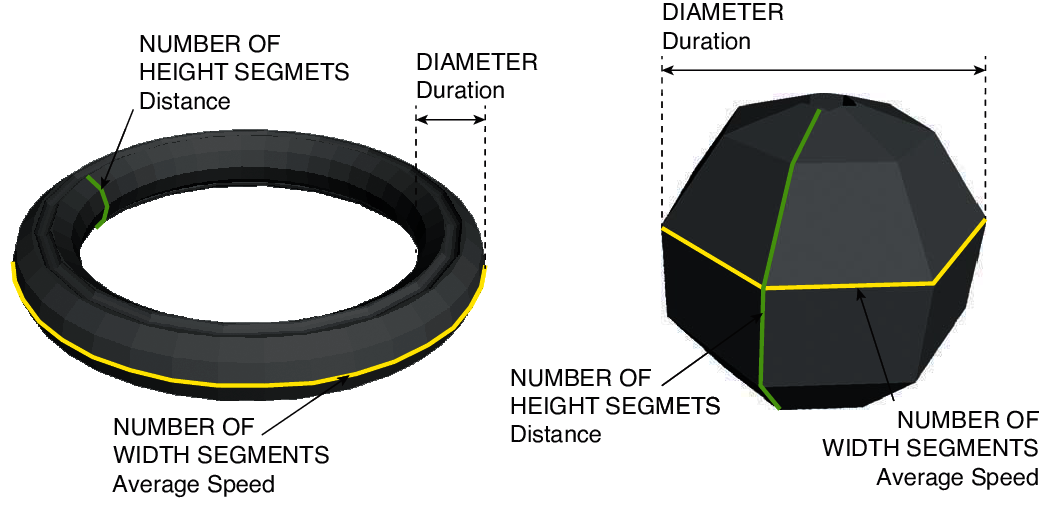 NUMBER OF
HEIGHT SEGMETS
Distance
DIAMETER
Duration
NUMBER OF
WIDTH SEGMENTS
Average Speed
DIAMETER
Duration
NUMBER OF
HEIGHT SEGMETS
Distance
NUMBER OF
WIDTH SEGMENTS
Average Speed